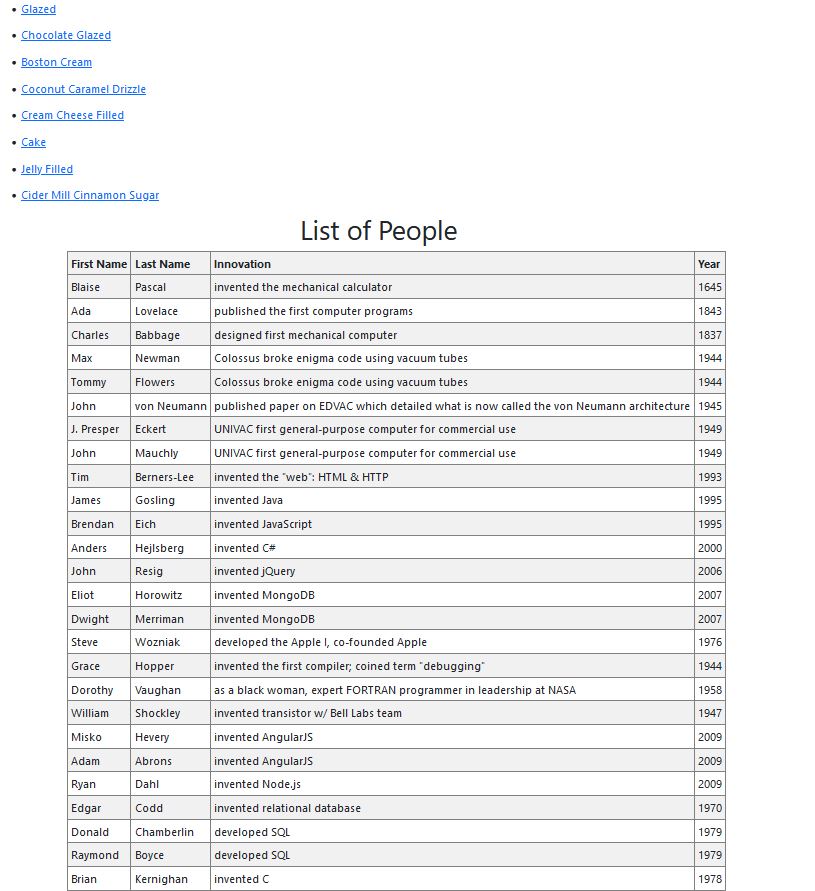 • Glazed
• Chocolate Glazed
• Boston Cream
• Coconut Caramel Drizzle
• Cream Cheese Filled
• Cake
• Jelly Filled
• Cider Mill Cinnamon Sugar
List of People
First Name Last Name Innovation Year
Blaise Pascal invented the mechanical calculator 1645
Ada Lovelace published the first computer programs 1843
Charles Babbage designed first mechanical computer 1837
Max Newman Colossus broke enigma code using vacuum tubes 1944
Tommy Flowers Colossus broke enigma code using vacuum tubes 1944
John von Neumann published paper on EDVAC which detailed what is now called the von Neumann architecture 1945
J. Presper Eckert UNIVAC first general-purpose computer for commercial use 1949
John Mauchly UNIVAC first general-purpose computer for commercial use 1949
Tim Berners-Lee invented the "web": HTML & HTTP 1993
James Gosling invented Java 1995
Brendan Eich invented JavaScript 1995
Anders Hejlsberg invented C# 2000
John Resig invented jQuery 2006
Eliot Horowitz invented MongoDB 2007
Dwight Merriman invented MongoDB 2007
Steve Wozniak developed the Apple I, co-founded Apple 1976
Grace Hopper invented the first compiler; coined term "debugging" 1944
Dorothy Vaughan as a black woman, expert FORTRAN programmer in leadership at NASA 1958
William Shockley invented transistor w/ Bell Labs team 1947
Misko Hevery invented AngularJS 2009
Adam Abrons invented AngularJS 2009
Ryan Dahl invented Node.js 2009
Edgar Codd invented relational database 1970
Donald Chamberlin developed SQL 1979
Raymond Boyce developed SQL 1979
Brian Kernighan invented C 1978